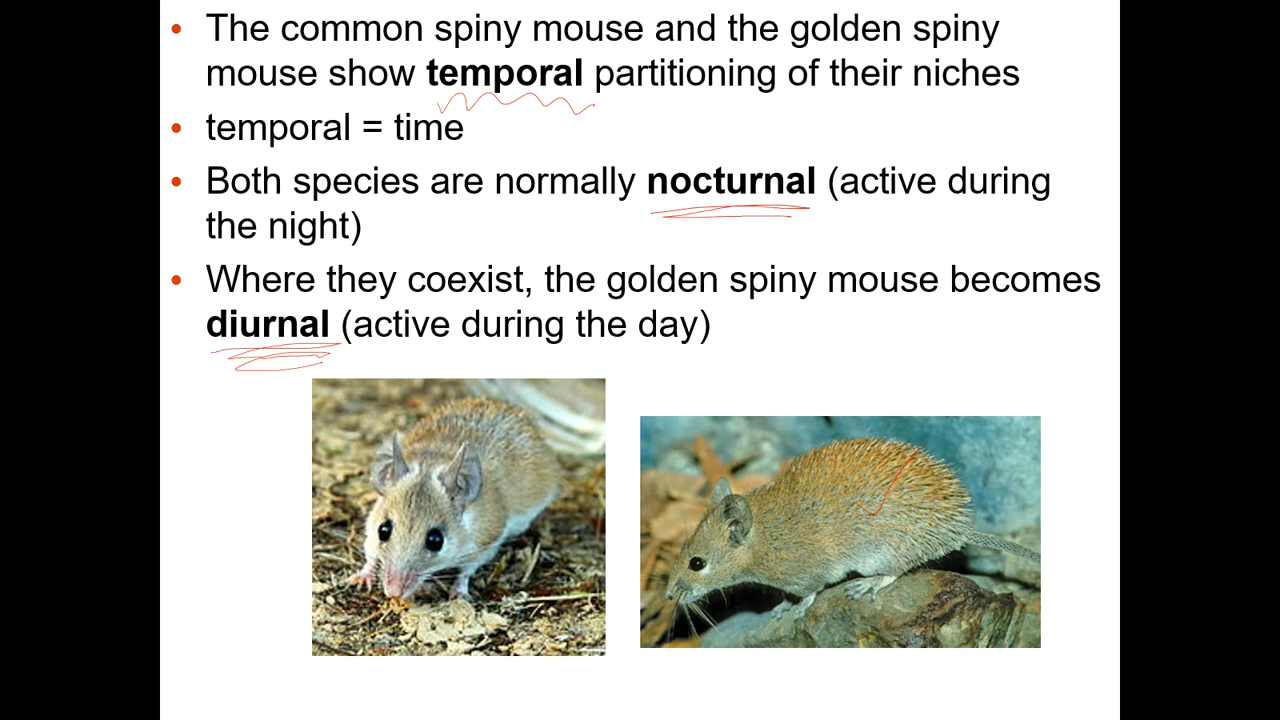 • The common spiny mouse and the golden spiny
mouse show temporal partitioning of their niches
• temporal = time
• Both species are normally nocturnal (active during
the night)
• Where they coexist, the golden spiny mouse becomes
diurnal (active during the day)